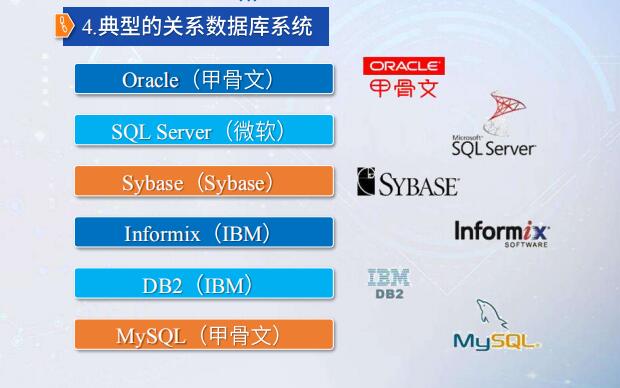 4.典型的关系数据库系统
Oracle（甲骨文）
ORACLE
甲骨文
SQL Server（微软）
Microsoft
SQL Server
Sybase（Sybase）
SYBASE
Informix（IBM）
Informix
SOFTWARE
DB2（IBM）
IBM
DB2
MySQL（甲骨文）
MySQL